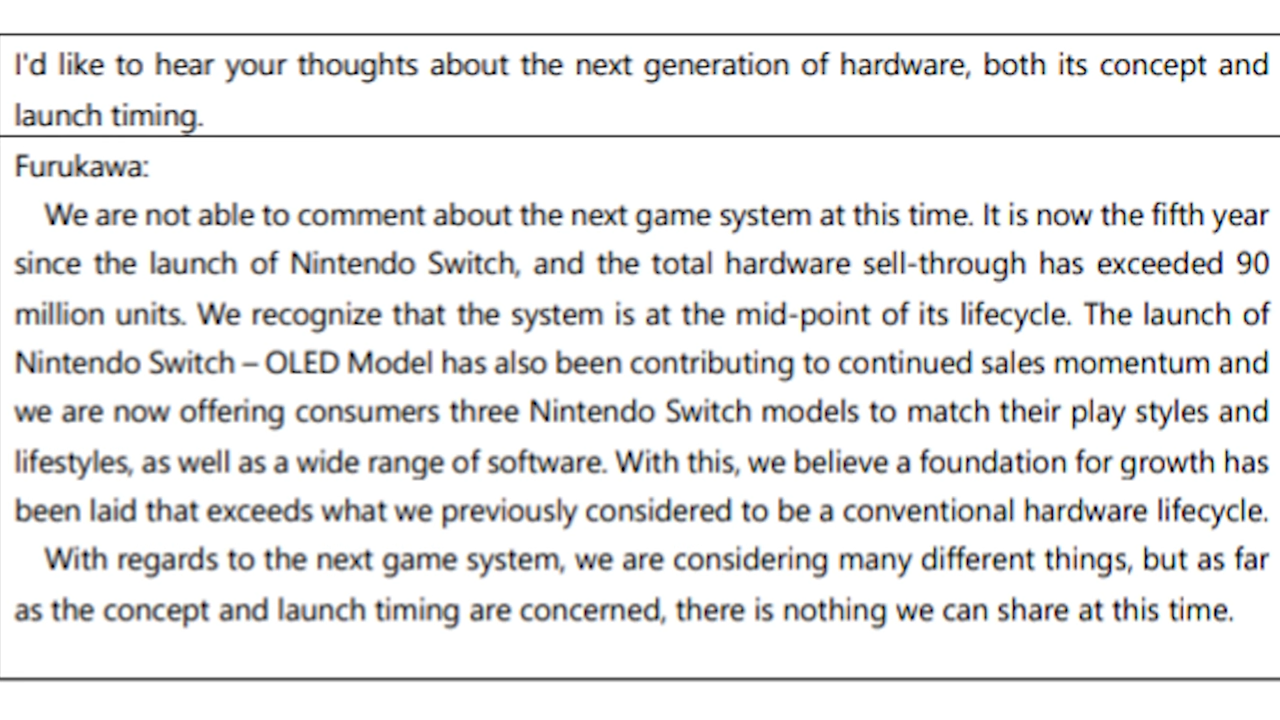 I'd like to hear your thoughts about the next generation of hardware, both its concept and
launch timing.
Furukawa:
We are not able to comment about the next game system at this time. It is now the fifth year
since the launch of Nintendo Switch, and the total hardware sell-through has exceeded 90
million units. We recognize that the system is at the mid-point of its lifecycle. The launch of
Nintendo Switch – OLED Model has also been contributing to continued sales momentum and
we are now offering consumers three Nintendo Switch models to match their play styles and
lifestyles, as well as a wide range of software. With this, we believe a foundation for growth has
been laid that exceeds what we previously considered to be a conventional hardware lifecycle.
With regards to the next game system, we are considering many different things, but as far
as the concept and launch timing are concerned, there is nothing we can share at this time.